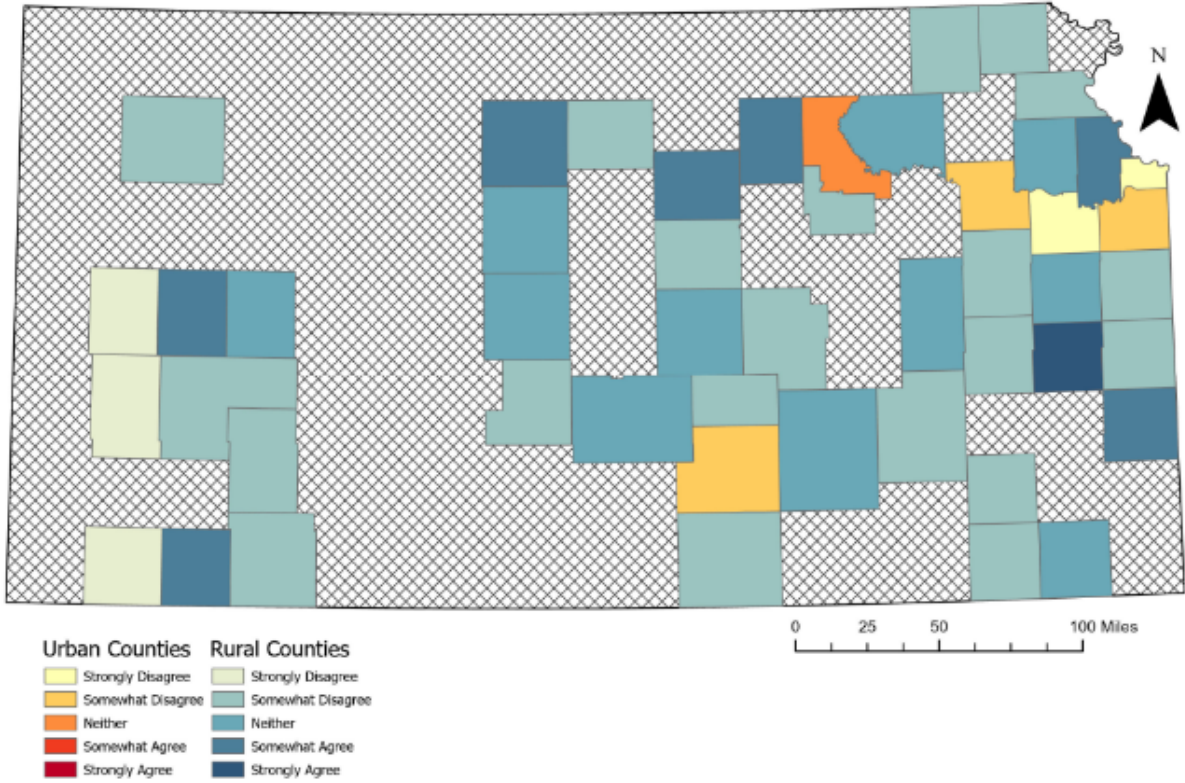 N
0 25 50 100 Miles
Urban Counties Rural Counties
Strongly Disagree Strongly Disagree
Somewhat Disagree Somewhat Disagree
Neither Neither
Somewhat Agree Somewhat Agree
Strongly Agree Strongly Agree